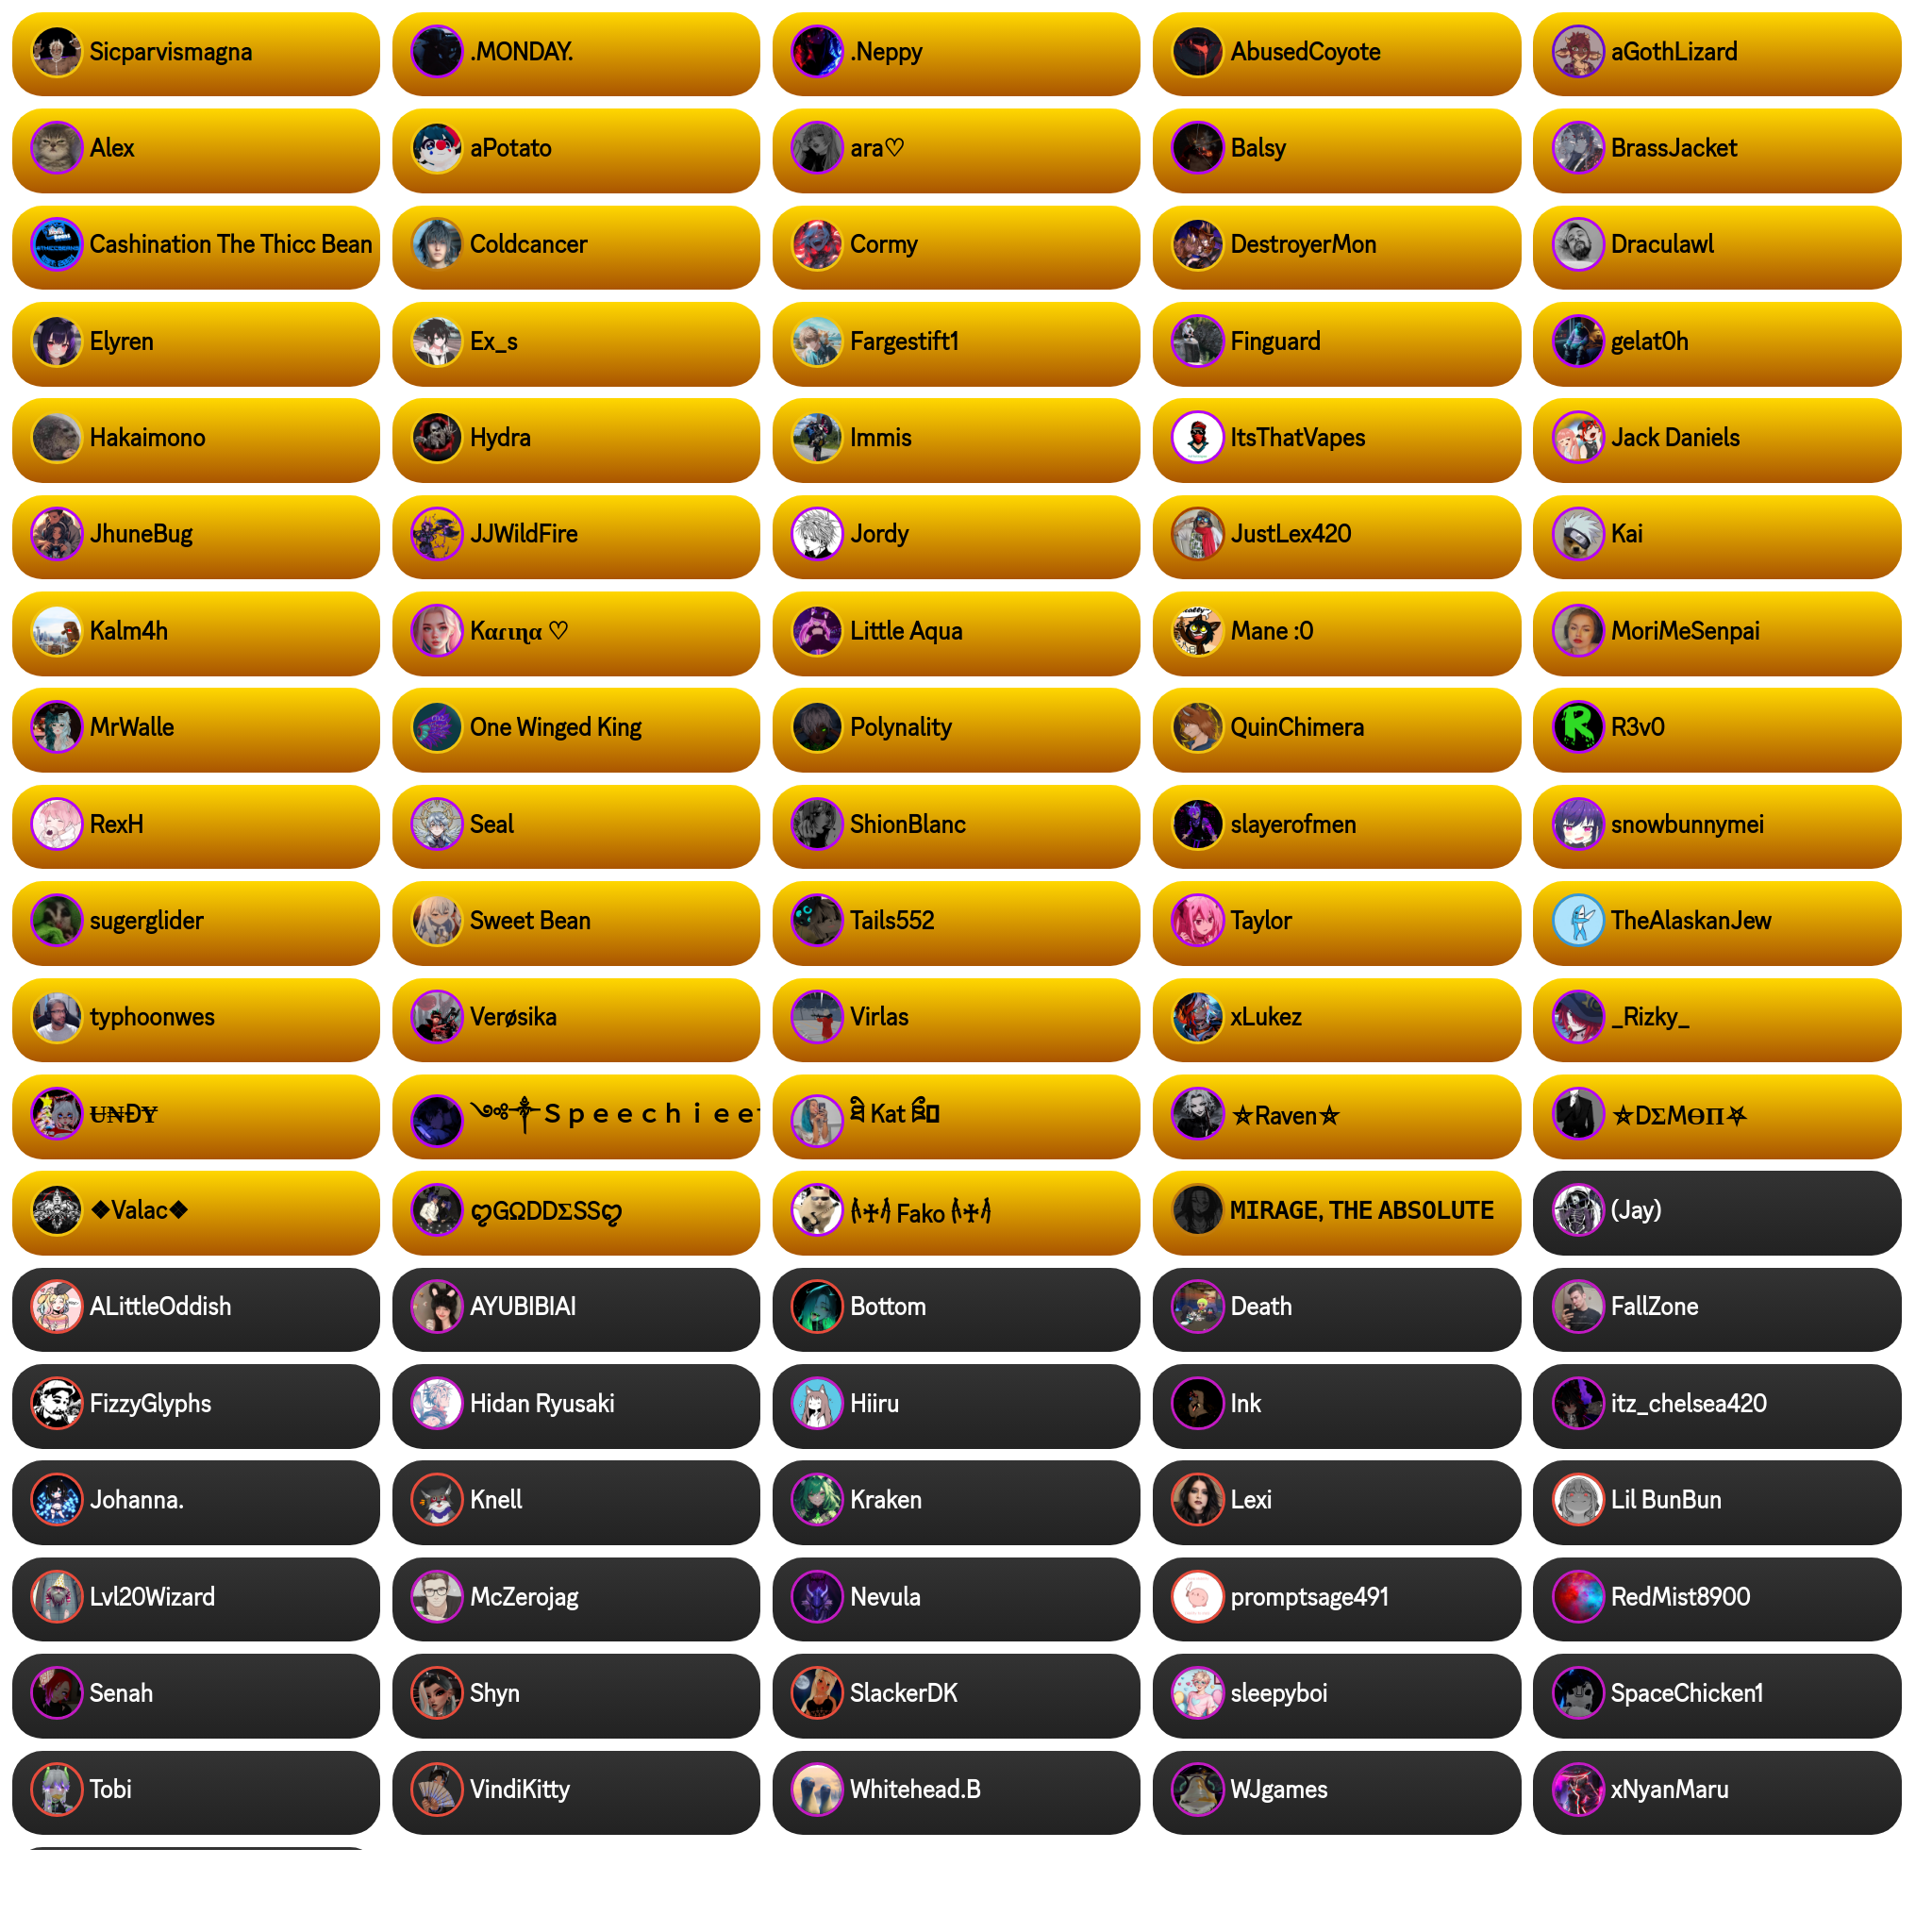 Sicparvismagna
.MONDAY.
.Neppy
AbusedCoyote
aGothLizard
Alex
aPotato
ara♡
Balsy
BrassJacket
Cashination The Thicc Bean
Coldcancer
Cormy
DestroyerMon
Draculawl
Elyren
Ex_s
Fargestift1
Finguard
gelat0h
Hakaimono
Hydra
Immis
ItsThatVapes
Jack Daniels
JhuneBug
JJWildFire
Jordy
JustLex420
Kai
Kalm4h
Kαɾιɳα ♡
Little Aqua
Mane :0
MoriMeSenpai
MrWalle
One Winged King
Polynality
QuinChimera
R3v0
RexH
Seal
ShionBlanc
slayerofmen
snowbunnymei
sugerglider
Sweet Bean
Tails552
Taylor
TheAlaskanJew
typhoonwes
Verøsika
Virlas
xLukez
_Rizky_
ɄNĐɎ
༺༒Ｓｐｅｅｃｈｉｅｅ
Kat
⛤Raven⛤
⛤DΣMӨΠ⛧
❖Valac❖
ღGΩDDΣSSღ
Fako
MIRAGE, THE ABSOLUTE
(Jay)
ALittleOddish
AYUBIBIAI
Bottom
Death
FallZone
FizzyGlyphs
Hidan Ryusaki
Hiiru
Ink
itz_chelsea420
Johanna.
Knell
Kraken
Lexi
Lil BunBun
Lvl20Wizard
McZerojag
Nevula
promptsage491
RedMist8900
Senah
Shyn
SlackerDK
sleepyboi
SpaceChicken1
Tobi
VindiKitty
Whitehead.B
WJgames
xNyanMaru